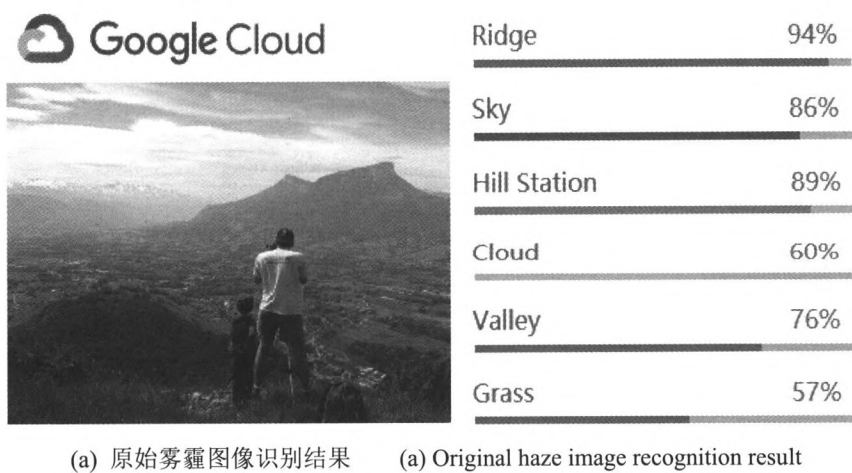 Google Cloud
Ridge 94%
Sky 86%
Hill Station 89%
Cloud 60%
Valley 76%
Grass 57%
(a) 原始雾霾图像识别结果 (a) Original haze image recognition result